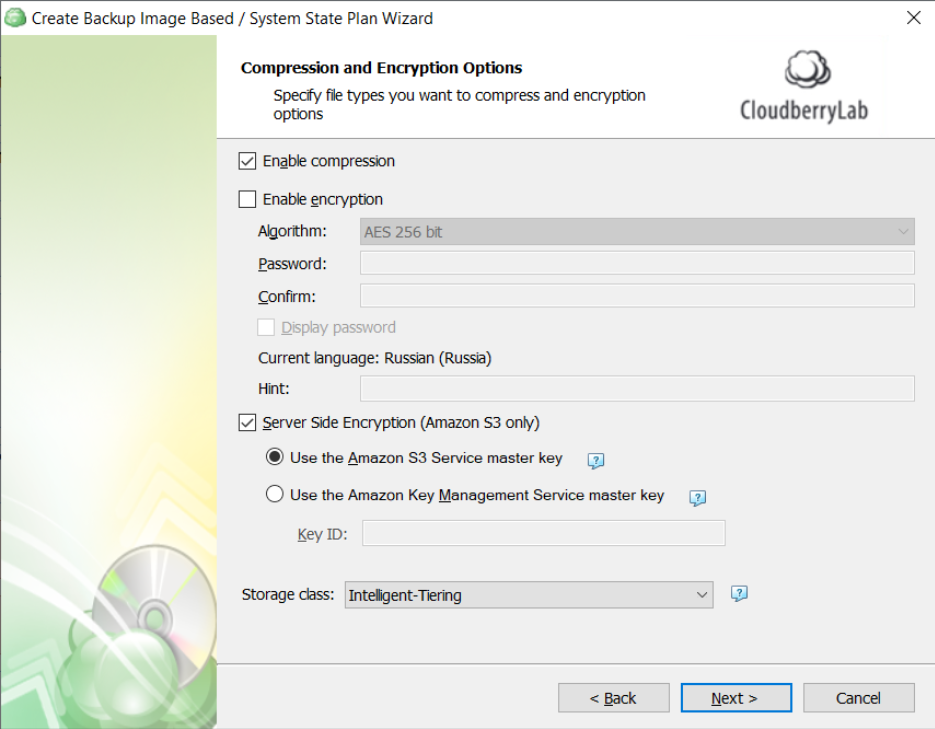 Create Backup Image Based / System State Plan Wizard
Compression and Encryption Options
Specify file types you want to compress and encryption
options
CloudberryLab
Enable compression
Enable encryption
Algorithm: AES 256 bit
Password:
Confirm:
Display password
Current language: Russian (Russia)
Hint:
Server Side Encryption (Amazon S3 only)
Use the Amazon S3 Service master key ?
Use the Amazon Key Management Service master key ?
Key ID:
Storage class: Intelligent-Tiering ?
< Back Next > Cancel